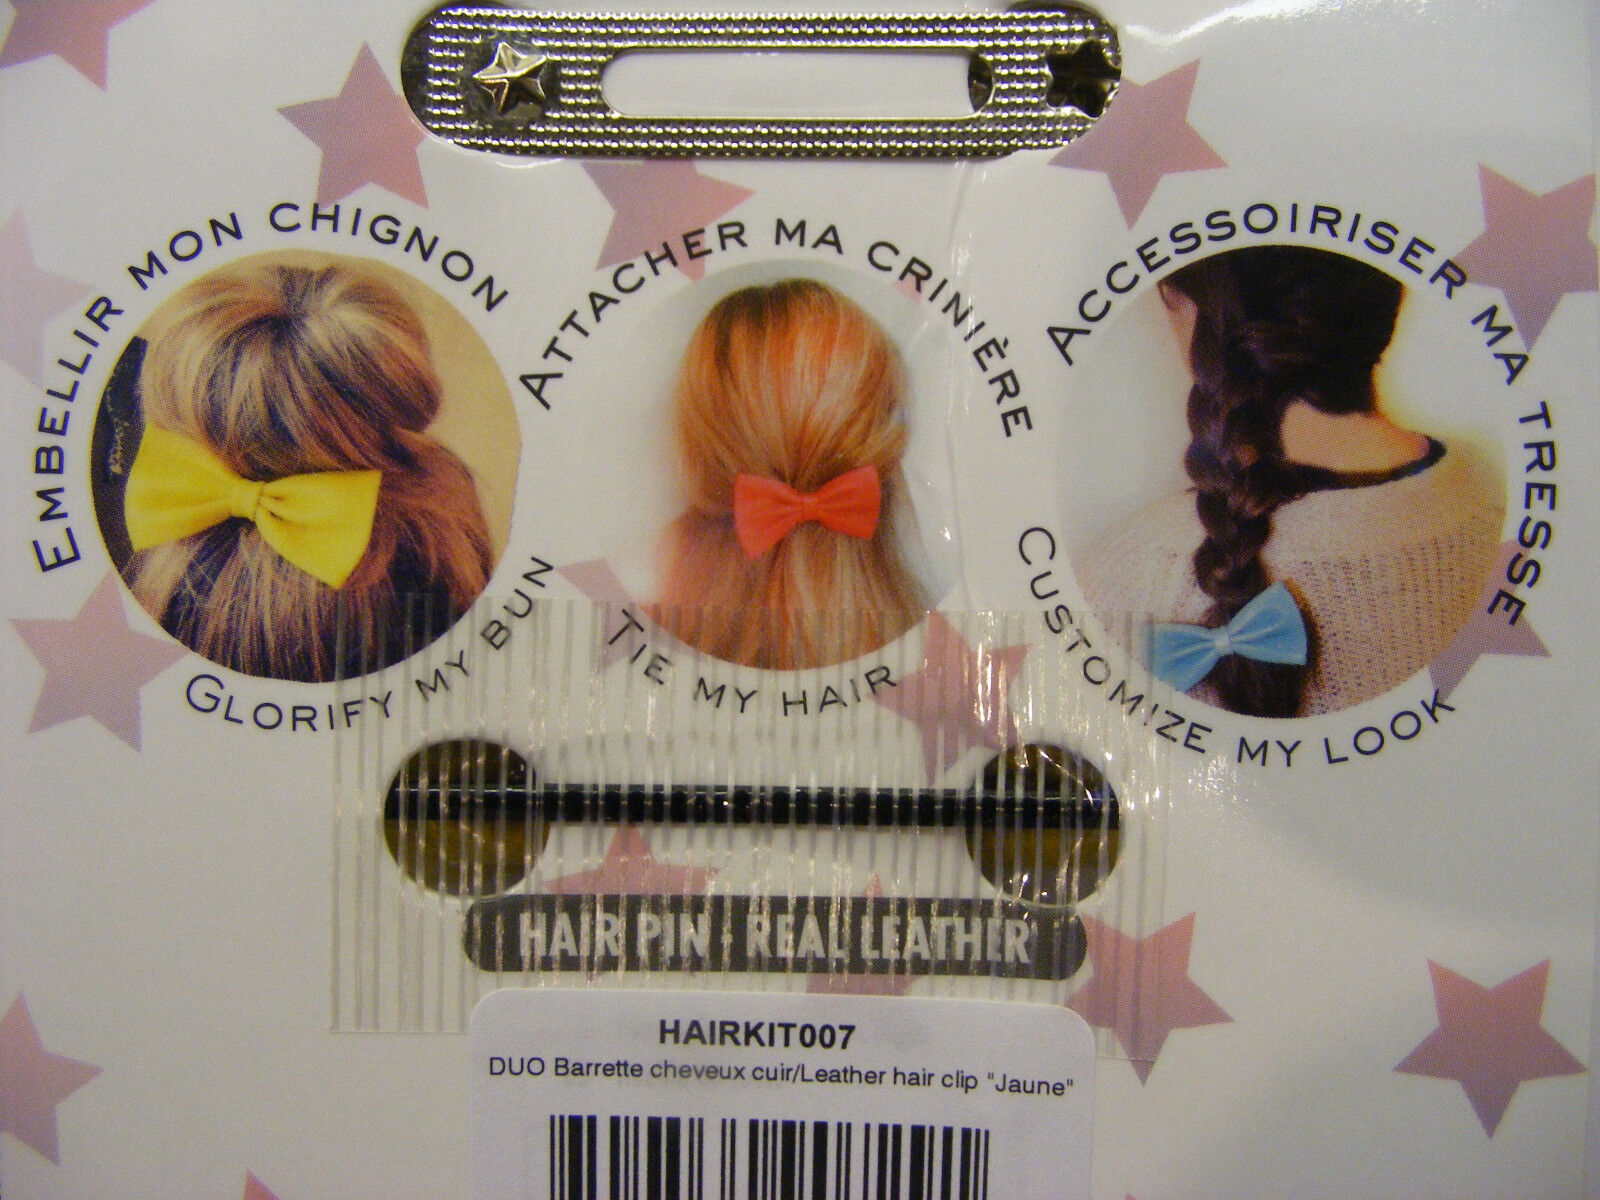 EMBELLIR MON CHIGNON
GLORIFY MY BUN
ATTACHER MA CRINIÈRE
TIE MY HAIR
ACCESSOIRISER MA TRESSE
CUSTOMIZE MY LOOK
HAIR PIN - REAL LEATHER
HAIRKIT007
DUO Barrette cheveux cuir/Leather hair clip "Jaune"